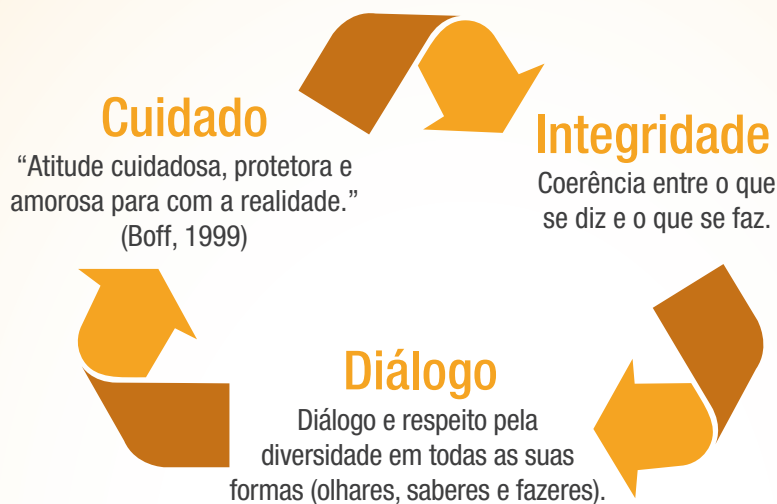 Cuidado
“Atitude cuidadosa, protetora e
amorosa para com a realidade.”
(Boff, 1999)
Integridade
Coerência entre o que
se diz e o que se faz.
Diálogo
Diálogo e respeito pela
diversidade em todas as suas
formas (olhares, saberes e fazeres).